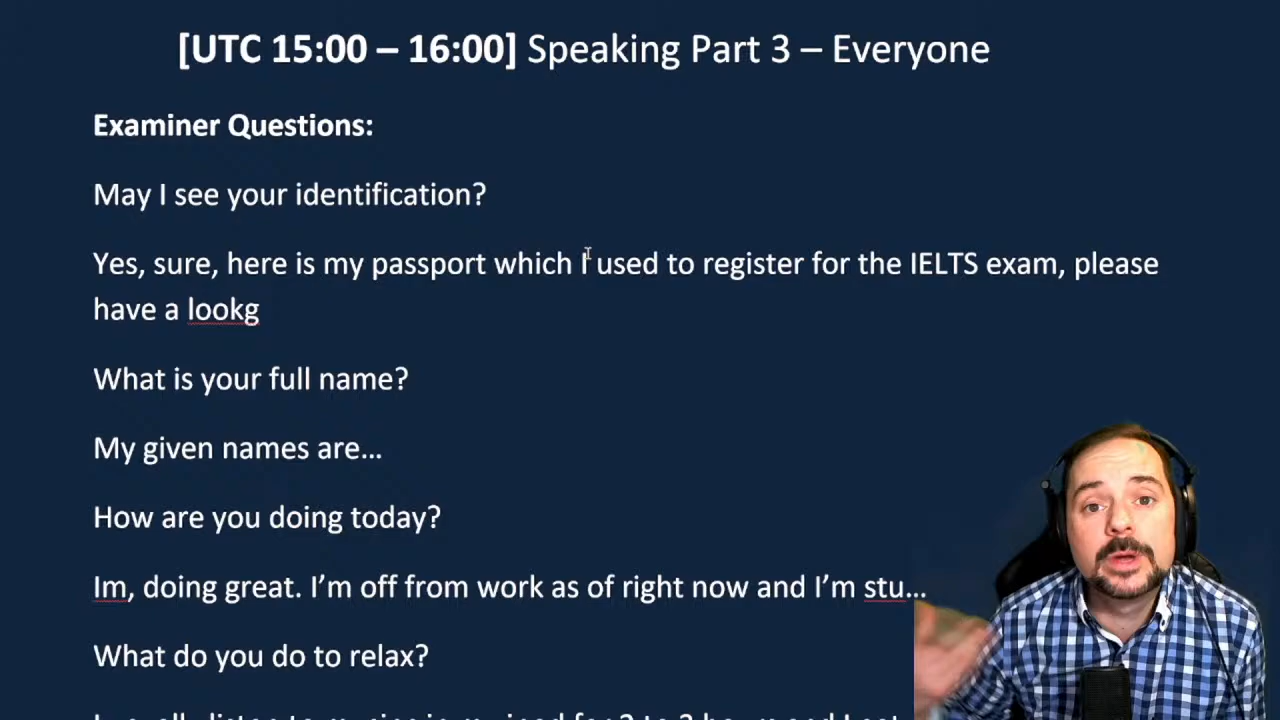 [UTC 15:00 – 16:00] Speaking Part 3 – Everyone
Examiner Questions:
May I see your identification?
Yes, sure, here is my passport which I used to register for the IELTS exam, please
have a lookg
What is your full name?
My given names are...
How are you doing today?
Im, doing great. I’m off from work as of right now and I’m stu...
What do you do to relax?